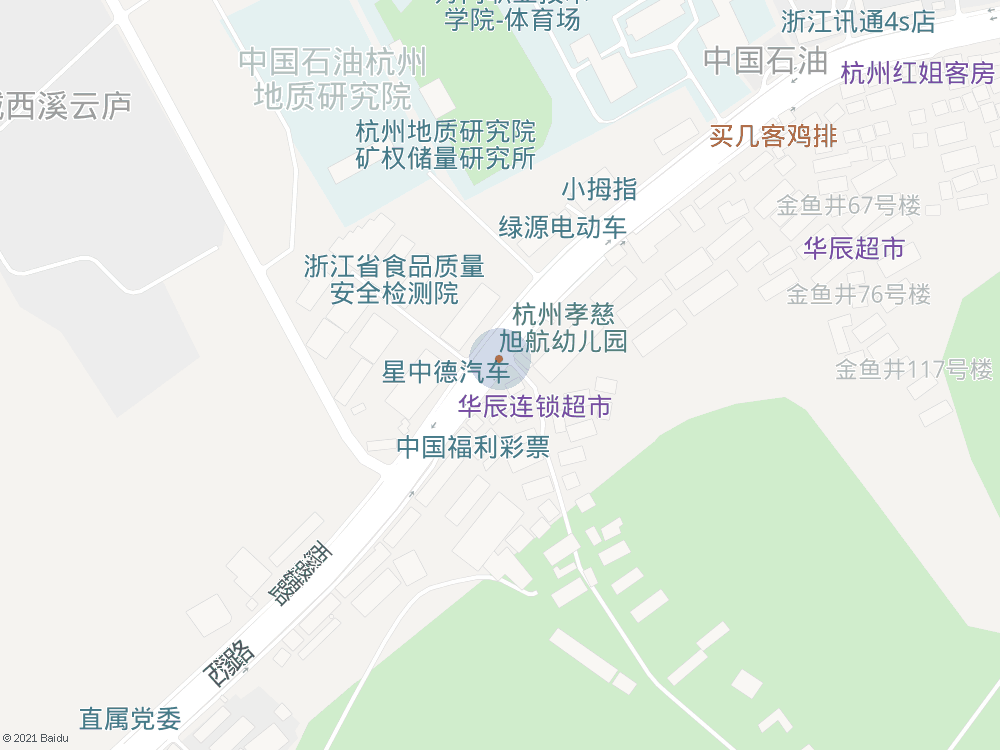 学院-体育场
浙江讯通4s店
中国石油杭州
地质研究院
中国石油
杭州红姐客房
西溪云庐
杭州地质研究院
矿权储量研究所
买几客鸡排
小拇指
金鱼井67号楼
绿源电动车
华辰超市
浙江省食品质量
安全检测院
金鱼井76号楼
杭州孝慈
旭航幼儿园
星中德汽车
金鱼井117号楼
华辰连锁超市
中国福利彩票
西溪路
直属党委
© 2021 Baidu